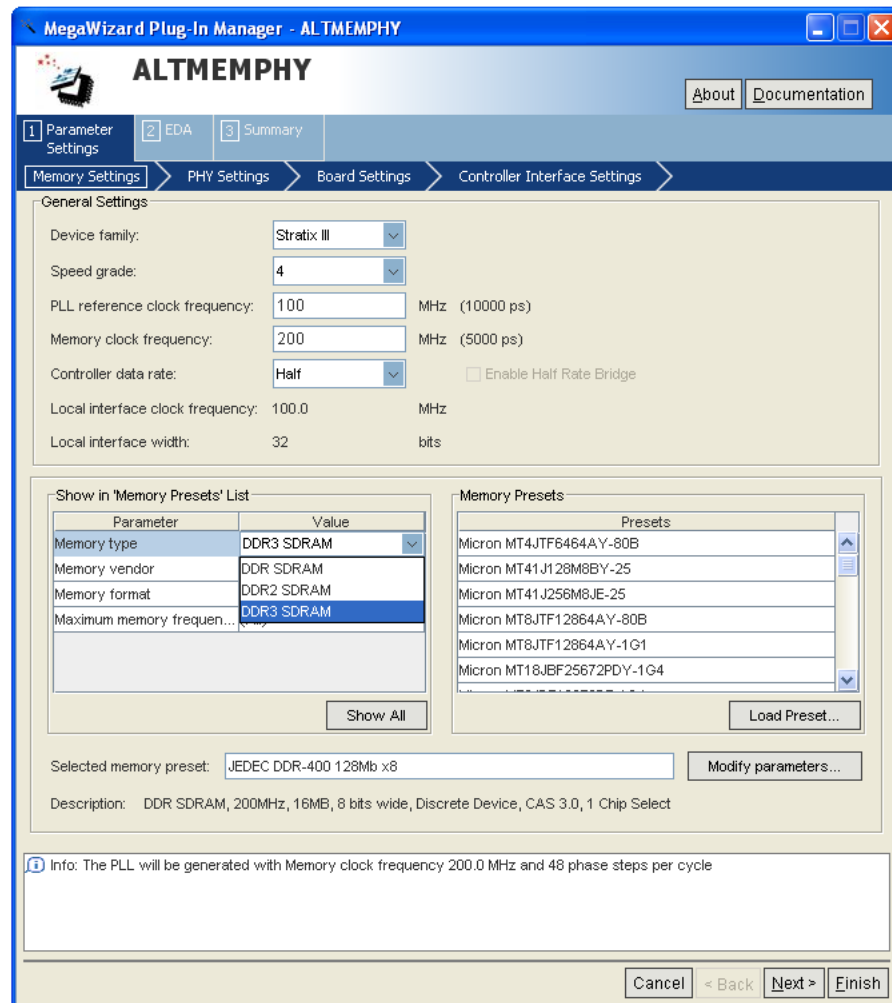 MegaWizard Plug-In Manager - ALTMEMPHY
ALTMEMPHY
About Documentation
1 Parameter Settings 2 EDA 3 Summary
Memory Settings PHY Settings Board Settings Controller Interface Settings
General Settings
Device family: Stratix III
Speed grade: 4
PLL reference clock frequency: 100 MHz (10000 ps)
Memory clock frequency: 200 MHz (5000 ps)
Controller data rate: Half Enable Half Rate Bridge
Local interface clock frequency: 100.0 MHz
Local interface width: 32 bits
Show in 'Memory Presets' List
Parameter Value
Memory type DDR3 SDRAM
Memory vendor DDR SDRAM
Memory format DDR2 SDRAM
DDR3 SDRAM
Maximum memory frequen...
Show All
Memory Presets
Presets
Micron MT4JTF6464AY-80B
Micron MT41J128M8BY-25
Micron MT41J256M8JE-25
Micron MT8JTF12864AY-80B
Micron MT8JTF12864AY-1G1
Micron MT18JBF25672PDY-1G4
Load Preset...
Selected memory preset: JEDEC DDR-400 128Mb x8 Modify parameters...
Description: DDR SDRAM, 200MHz, 16MB, 8 bits wide, Discrete Device, CAS 3.0, 1 Chip Select
Info: The PLL will be generated with Memory clock frequency 200.0 MHz and 48 phase steps per cycle
Cancel < Back Next > Finish